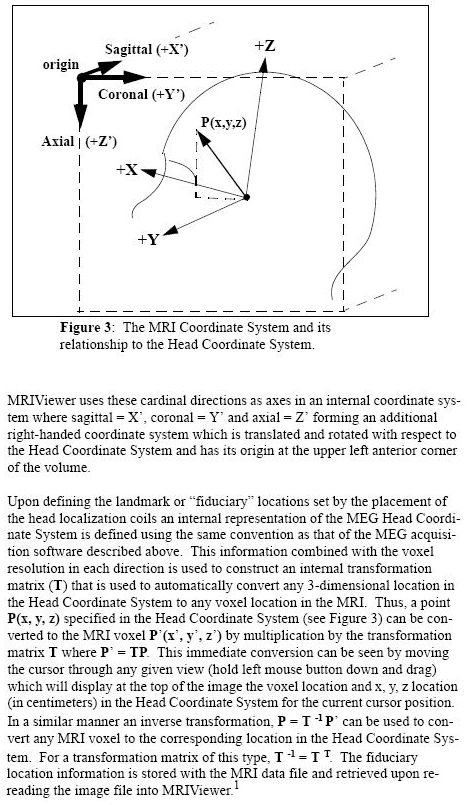 Sagittal (+X')
+Z
origin
Coronal (+Y')
P(x,y,z)
Axial (+Z')
+X
+Y
Figure 3: The MRI Coordinate System and its
relationship to the Head Coordinate System.
MRIViewer uses these cardinal directions as axes in an internal coordinate sys-
tem where sagittal = X', coronal = Y' and axial = Z' forming an additional
right-handed coordinate system which is translated and rotated with respect to
the Head Coordinate System and has its origin at the upper left anterior corner
of the volume.
Upon defining the landmark or "fiduciary" locations set by the placement of
the head localization coils an internal representation of the MEG Head Coordi-
nate System is defined using the same convention as that of the MEG acquisi-
tion software described above. This information combined with the voxel
resolution in each direction is used to construct an internal transformation
matrix (T) that is used to automatically convert any 3-dimensional location in
the Head Coordinate System to any voxel location in the MRI. Thus, a point
P(x, y, z) specified in the Head Coordinate System (see Figure 3) can be con-
verted to the MRI voxel P'(x', y', z') by multiplication by the transformation
matrix T where P' = TP. This immediate conversion can be seen by moving
the cursor through any given view (hold left mouse button down and drag)
which will display at the top of the image the voxel location and x, y, z location
(in centimeters) in the Head Coordinate System for the current cursor position.
In a similar manner an inverse transformation, P = T -1 P' can be used to con-
vert any MRI voxel to the corresponding location in the Head Coordinate Sys-
tem. For a transformation matrix of this type, T -1 = T T. The fiduciary
location information is stored with the MRI data file and retrieved upon re-
reading the image file into MRIViewer.1